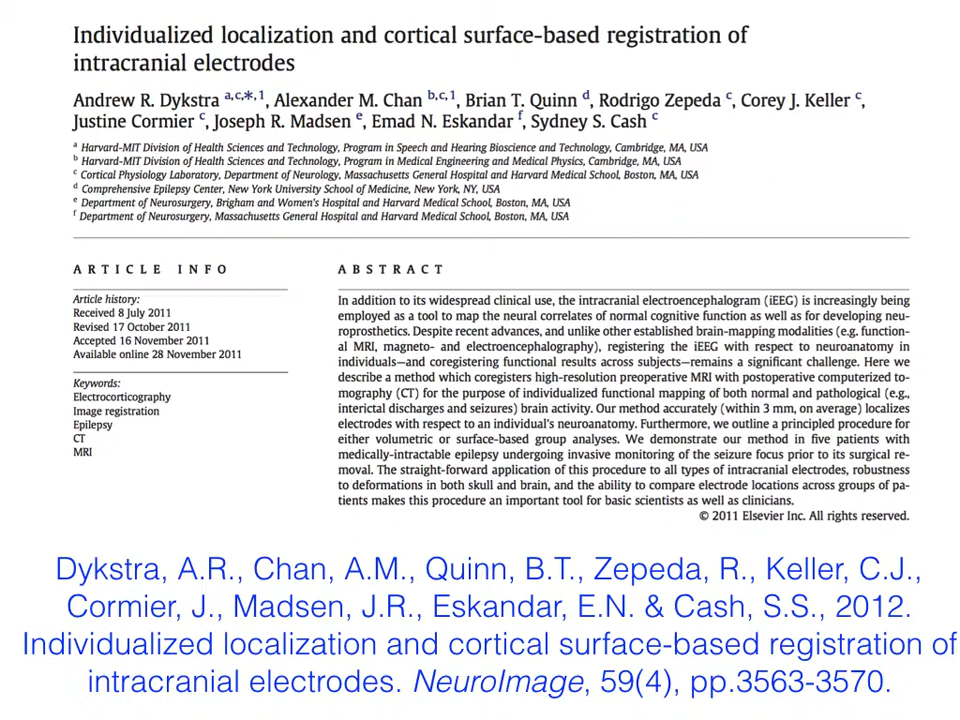 Individualized localization and cortical surface-based registration of
intracranial electrodes
Andrew R. Dykstra a,c,*,1, Alexander M. Chan b,c,1, Brian T. Quinn d, Rodrigo Zepeda c, Corey J. Keller c,
Justine Cormier c, Joseph R. Madsen e, Emad N. Eskandar f, Sydney S. Cash c
a Harvard-MIT Division of Health Sciences and Technology, Program in Speech and Hearing Bioscience and Technology, Cambridge, MA, USA
b Harvard-MIT Division of Health Sciences and Technology, Program in Medical Engineering and Medical Physics, Cambridge, MA, USA
c Cortical Physiology Laboratory, Department of Neurology, Massachusetts General Hospital and Harvard Medical School, Boston, MA, USA
d Comprehensive Epilepsy Center, New York University School of Medicine, New York, NY, USA
e Department of Neurosurgery, Brigham and Women's Hospital and Harvard Medical School, Boston, MA, USA
f Department of Neurosurgery, Massachusetts General Hospital and Harvard Medical School, Boston, MA, USA
ARTICLE INFO
Article history:
Received 8 July 2011
Revised 17 October 2011
Accepted 16 November 2011
Available online 28 November 2011
Keywords:
Electrocorticography
Image registration
Epilepsy
CT
MRI
ABSTRACT
In addition to its widespread clinical use, the intracranial electroencephalogram (iEEG) is increasingly being
employed as a tool to map the neural correlates of normal cognitive function as well as for developing neu-
roprosthetics. Despite recent advances, and unlike other established brain-mapping modalities (e.g. function-
al MRI, magneto- and electroencephalography), registering the iEEG with respect to neuroanatomy in
individuals—and coregistering functional results across subjects—remains a significant challenge. Here we
describe a method which coregisters high-resolution preoperative MRI with postoperative computerized to-
mography (CT) for the purpose of individualized functional mapping of both normal and pathological (e.g.,
interictal discharges and seizures) brain activity. Our method accurately (within 3 mm, on average) localizes
electrodes with respect to an individual's neuroanatomy. Furthermore, we outline a principled procedure for
either volumetric or surface-based group analyses. We demonstrate our method in five patients with
medically-intractable epilepsy undergoing invasive monitoring of the seizure focus prior to its surgical re-
moval. The straight-forward application of this procedure to all types of intracranial electrodes, robustness
to deformations in both skull and brain, and the ability to compare electrode locations across groups of pa-
tients makes this procedure an important tool for basic scientists as well as clinicians.
© 2011 Elsevier Inc. All rights reserved.
Dykstra, A.R., Chan, A.M., Quinn, B.T., Zepeda, R., Keller, C.J.,
Cormier, J., Madsen, J.R., Eskandar, E.N. & Cash, S.S., 2012.
Individualized localization and cortical surface-based registration of
intracranial electrodes. NeuroImage, 59(4), pp.3563-3570.